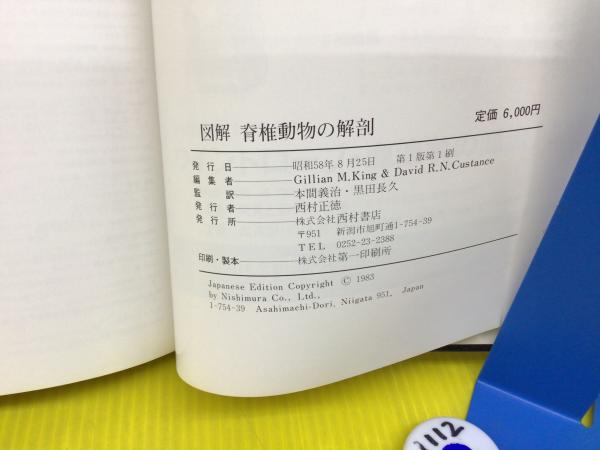 図解 脊椎動物の解剖
定価 6,000円
発行日 昭和58年8月25日 第1版第1刷
編集者 Gillian M.King & David R.N.Custance
監訳 本間義治・黒田長久
発行者 西村正徳
発行所 株式会社西村書店
〒951 新潟市旭町通1-754-39
TEL 0252-23-2388
印刷・製本 株式会社第一印刷所
Japanese Edition Copyright © 1983
by Nishimura Co., Ltd.,
1-754-39 Asahimachi-Dori, Niigata 951, Japan
112